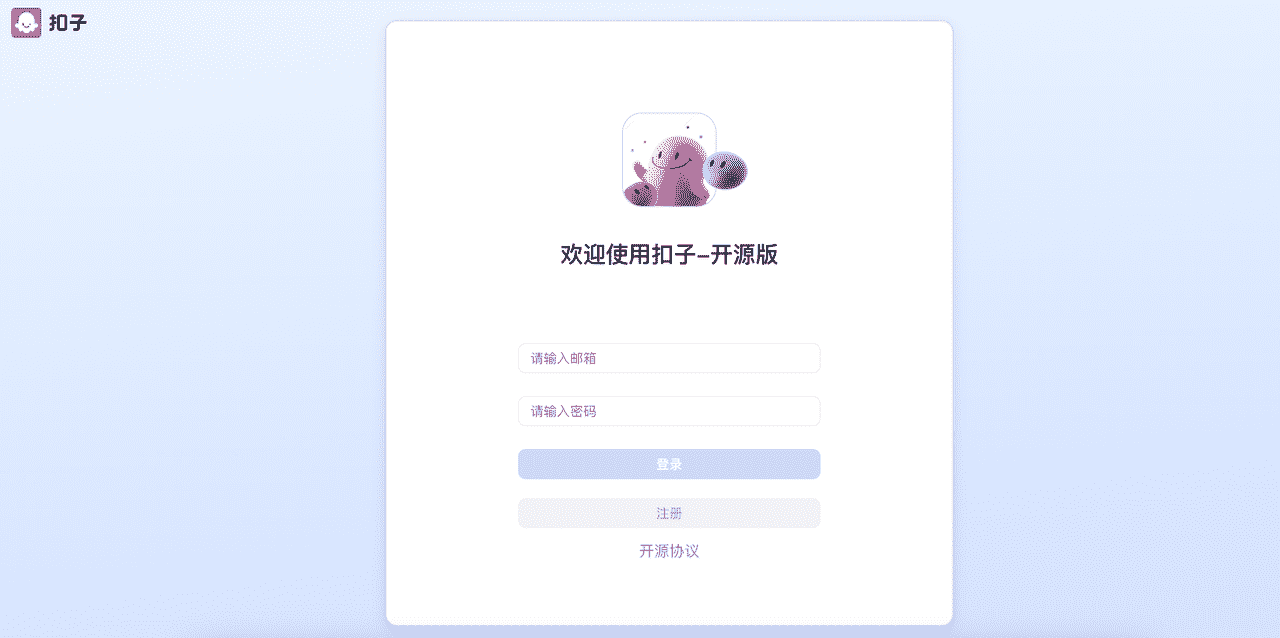 扣子
欢迎使用扣子-开源版
请输入邮箱
请输入密码
登录
注册
开源协议